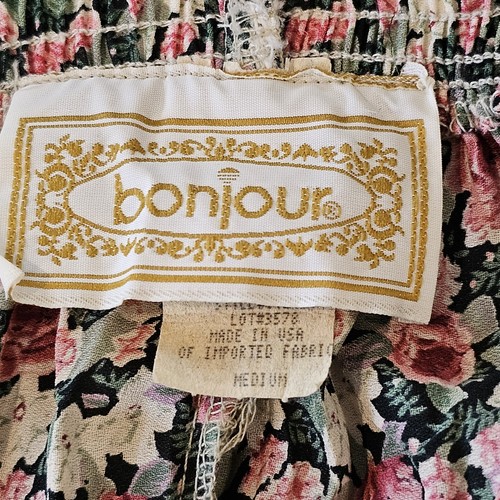 bonjour®
LOT#3578
MADE IN USA
OF IMPORTED FABRIC
MEDIUM